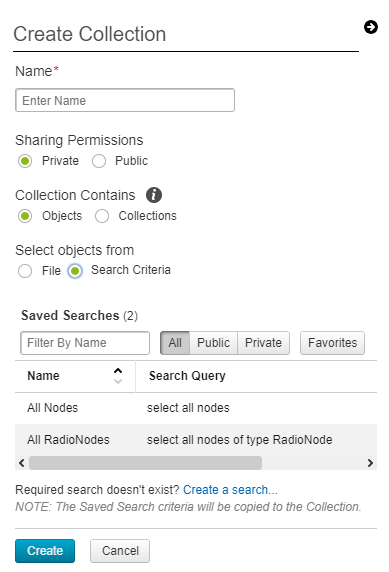 Create Collection
Name*
Enter Name
Sharing Permissions
Private Public
Collection Contains i
Objects Collections
Select objects from
File Search Criteria
Saved Searches (2)
Filter By Name All Public Private Favorites
Name Search Query
All Nodes select all nodes
All RadioNodes select all nodes of type RadioNode
Required search doesn't exist? Create a search...
NOTE: The Saved Search criteria will be copied to the Collection.
Create Cancel